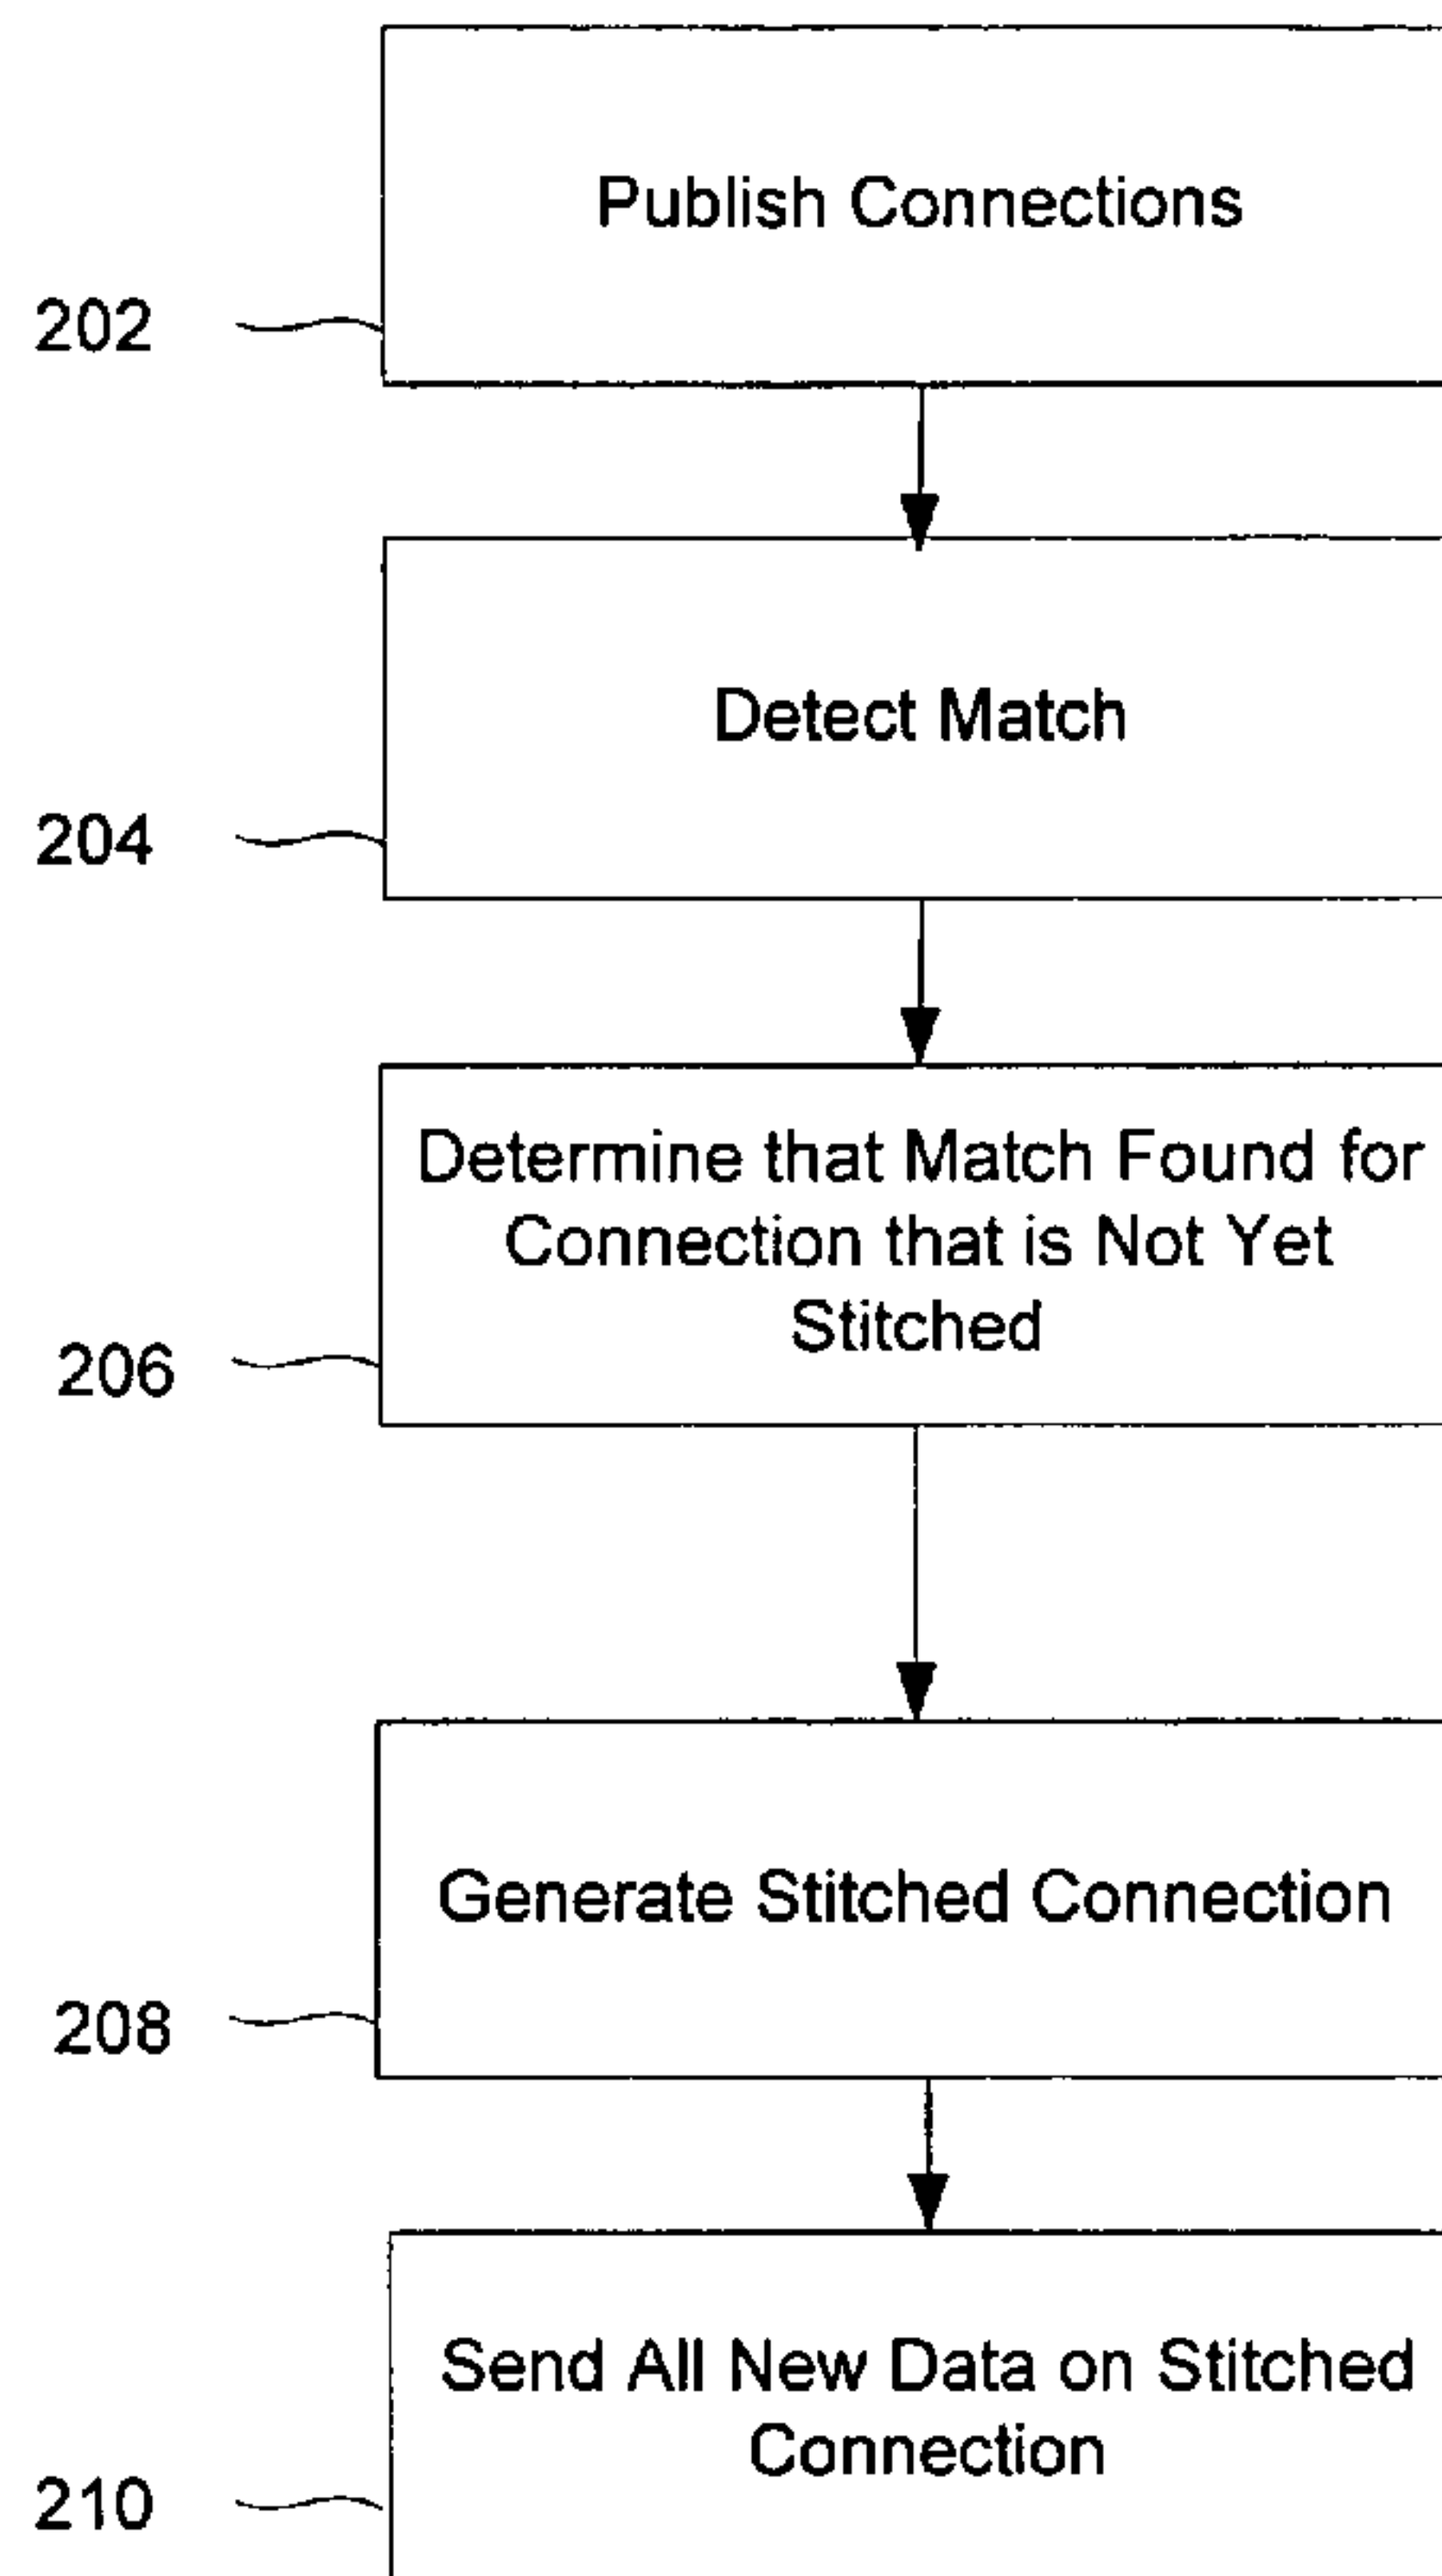 Publish Connections
202
Detect Match
204
Determine that Match Found for
Connection that is Not Yet
Stitched
206
Generate Stitched Connection
208
Send All New Data on Stitched
Connection
210